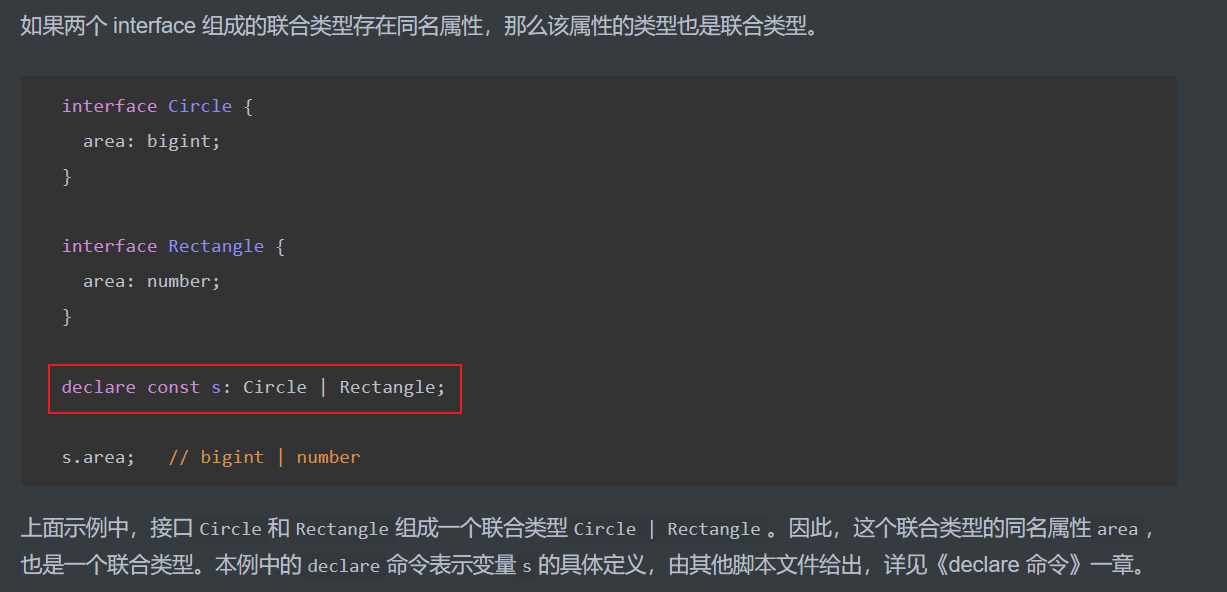 如果两个 interface 组成的联合类型存在同名属性，那么该属性的类型也是联合类型。
interface Circle {
  area: bigint;
}
interface Rectangle {
  area: number;
}
declare const s: Circle | Rectangle;
s.area;   // bigint | number
上面示例中，接口 Circle 和 Rectangle 组成一个联合类型 Circle | Rectangle 。因此，这个联合类型的同名属性 area ，
也是一个联合类型。本例中的 declare 命令表示变量 s 的具体定义，由其他脚本文件给出，详见《declare 命令》一章。